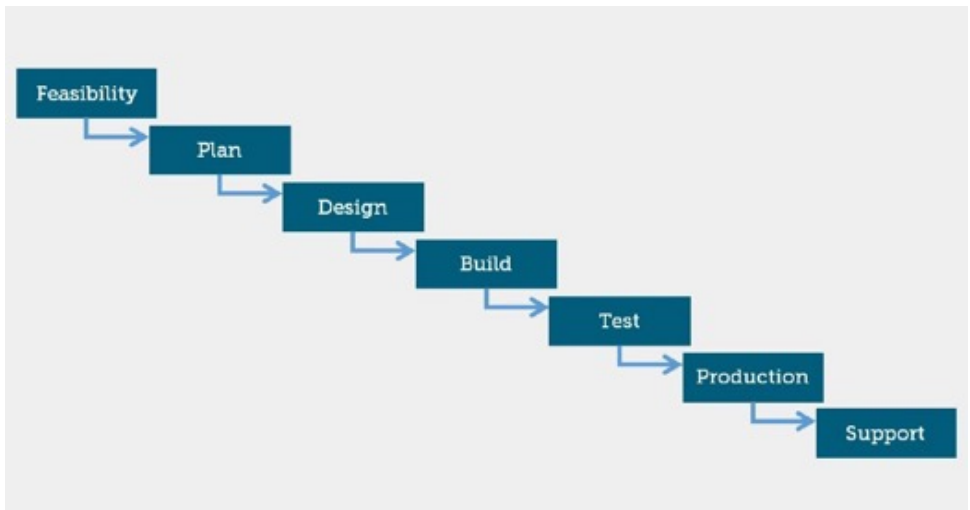 Feasibility
Plan
Design
Build
Test
Production
Support